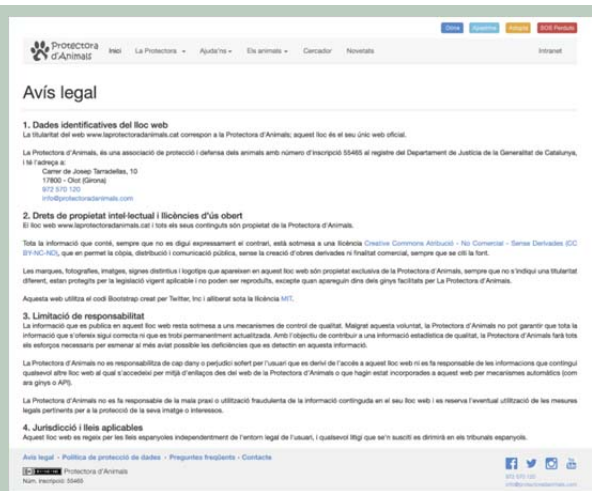 Dóna Apadrina Adopta SOS Perduts
Protectora d'Animals Inici La Protectora Ajuda'ns Els animals Cercador Novetats Intranet
Avís legal
1. Dades identificatives del lloc web
La titularitat del web www.laprotectoradanimals.cat correspon a la Protectora d'Animals; aquest lloc és el seu únic web oficial.
La Protectora d'Animals, és una associació de protecció i defensa dels animals amb número d'inscripció 55465 al registre del Departament de Justícia de la Generalitat de Catalunya,
i té l'adreça a:
Carrer de Josep Tarradellas, 10
17800 - Olot (Girona)
972 570 120
info@protectoradanimals.com
2. Drets de propietat intel·lectual i llicències d'ús obert
El lloc web www.laprotectoradanimals.cat i tots els seus continguts són propietat de la Protectora d'Animals.
Tota la informació que conté, sempre que no es digui expressament el contrari, està sotmesa a una llicència Creative Commons Atribució - No Comercial - Sense Derivades (CC
BY-NC-ND), que en permet la còpia, distribució i comunicació pública, sense la creació d'obres derivades ni finalitat comercial, sempre que se citi la font.
Les marques, fotografies, imatges, signes distintius i logotips que apareixen en aquest lloc web són propietat exclusiva de la Protectora d'Animals, sempre que no s'indiqui una titularitat
diferent, estan protegits per la legislació vigent aplicable i no poden ser reproduïts, excepte quan apareguin dins dels ginys facilitats per La Protectora d'Animals.
Aquesta web utilitza el codi Bootstrap creat per Twitter, Inc i alliberat sota la llicència MIT.
3. Limitació de responsabilitat
La informació que es publica en aquest lloc web resta sotmesa a uns mecanismes de control de qualitat. Malgrat aquesta voluntat, la Protectora d'Animals no pot garantir que tota la
informació que s'ofereix sigui correcta ni que es trobi permanentment actualitzada. Amb l'objectiu de contribuir a una informació estadística de qualitat, la Protectora d'Animals farà tots
els esforços necessaris per esmenar al més aviat possible les deficiències que es detectin en aquesta informació.
La Protectora d'Animals no es responsabilitza de cap dany o perjudici sofert per l'usuari que es derivi de l'accés a aquest lloc web ni es fa responsable de les informacions que contingui
qualsevol altre lloc web al qual s'accedeixi per mitjà d'enllaços des del web de la Protectora d'Animals o que hagin estat incorporades a aquest web per mecanismes automàtics (com
ara ginys o API).
La Protectora d'Animals no es fa responsable de la mala praxi o utilització fraudulenta de la informació continguda en el seu lloc web i es reserva l'eventual utilització de les mesures
legals pertinents per a la protecció de la seva imatge o interessos.
4. Jurisdicció i lleis aplicables
Aquest lloc web es regeix per les lleis espanyoles independentment de l'entorn legal de l'usuari, i qualsevol litigi que se'n susciti es dirimirà en els tribunals espanyols.
Avís legal - Política de protecció de dades - Preguntes freqüents - Contacte
Protectora d'Animals
Núm. inscripció: 55465
972 570 120
info@protectoradanimals.com